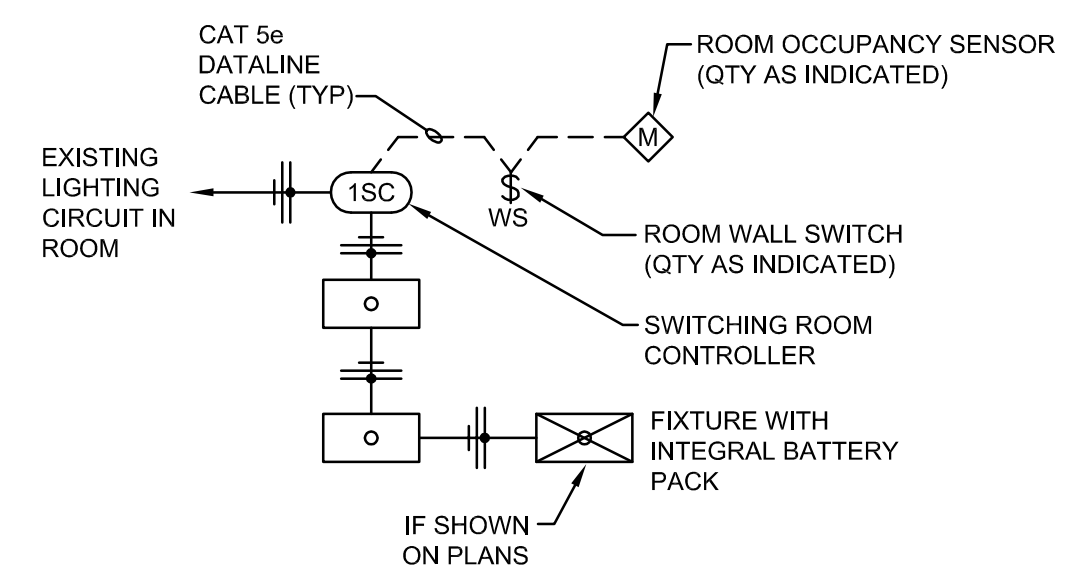 CAT 5e
DATALINE
CABLE (TYP)
ROOM OCCUPANCY SENSOR
(QTY AS INDICATED)
M
EXISTING
LIGHTING
CIRCUIT IN
ROOM
1SC
$
WS
ROOM WALL SWITCH
(QTY AS INDICATED)
SWITCHING ROOM
CONTROLLER
FIXTURE WITH
INTEGRAL BATTERY
PACK
IF SHOWN
ON PLANS